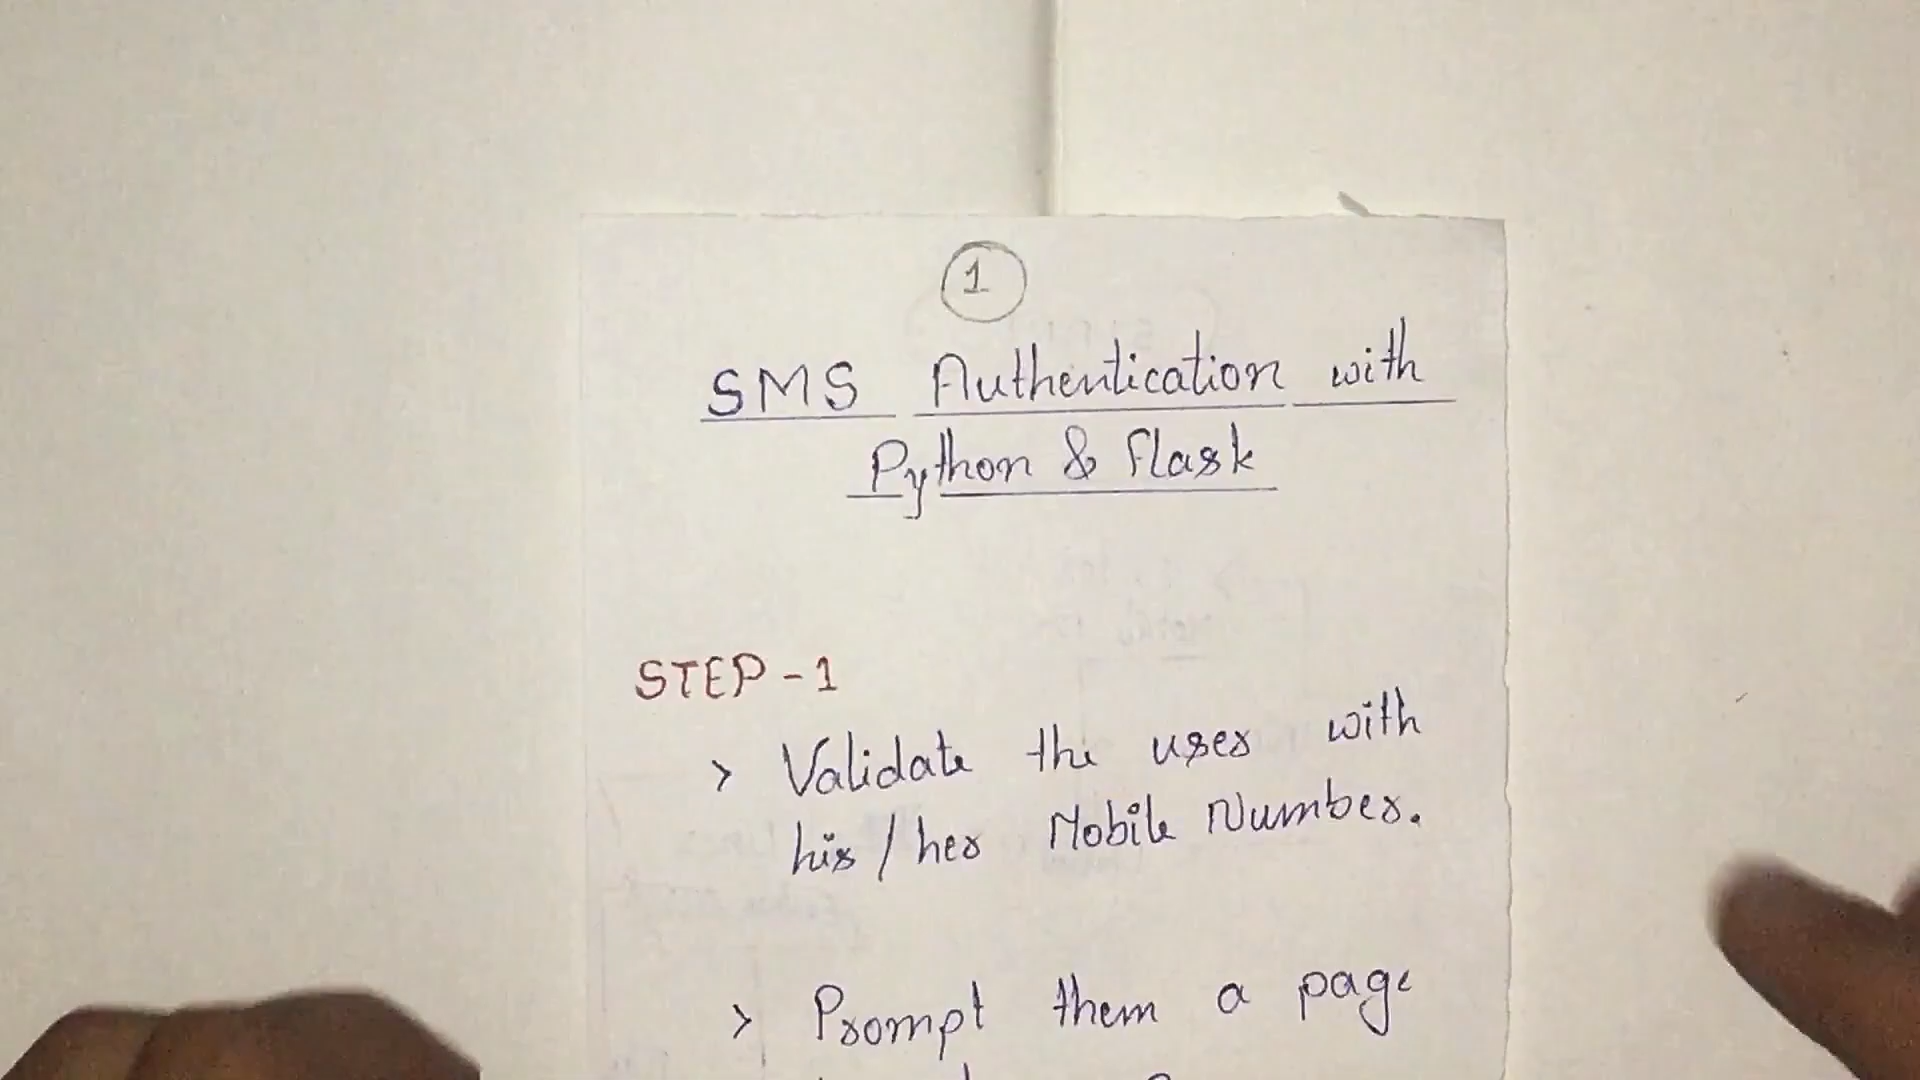 1
SMS Authentication with
Python & Flask
STEP - 1
> Validate the user with
his / her Mobile Number.
> Prompt them a page